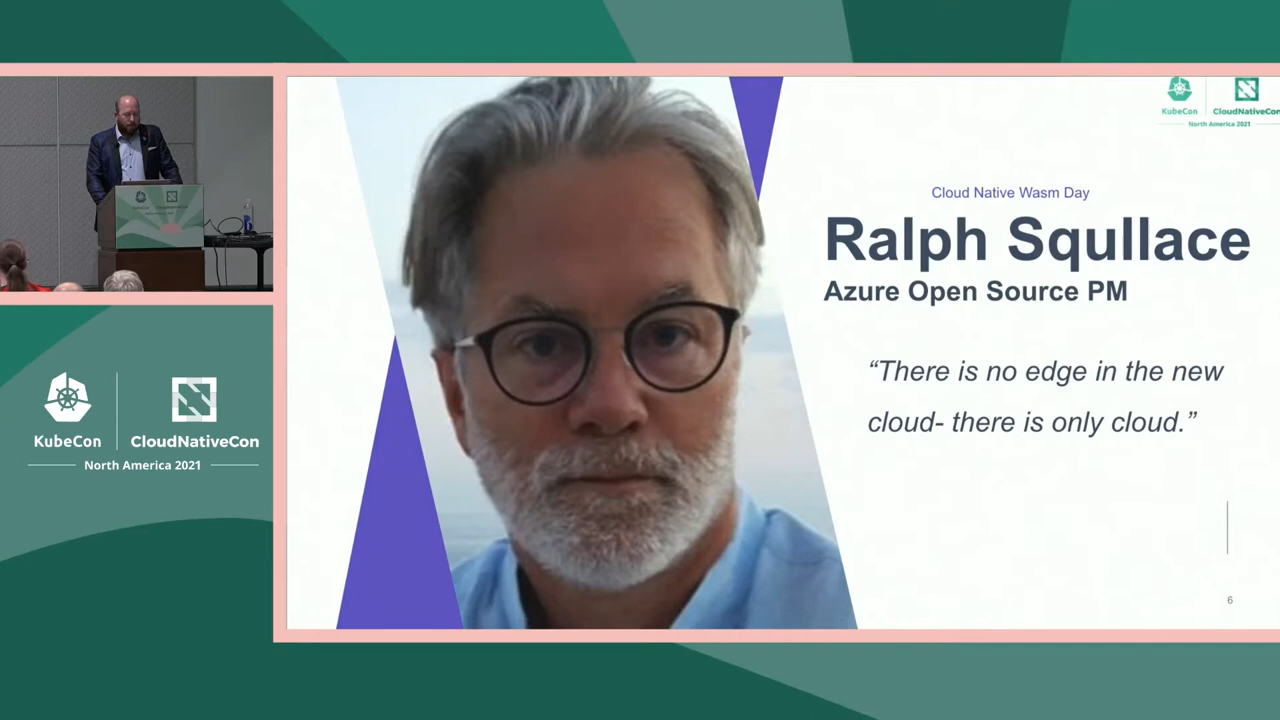 KubeCon
CloudNativeCon
North America 2021
Cloud Native Wasm Day
Ralph Squllace
Azure Open Source PM
“There is no edge in the new
cloud- there is only cloud.”
6
KubeCon
CloudNativeCon
North America 2021